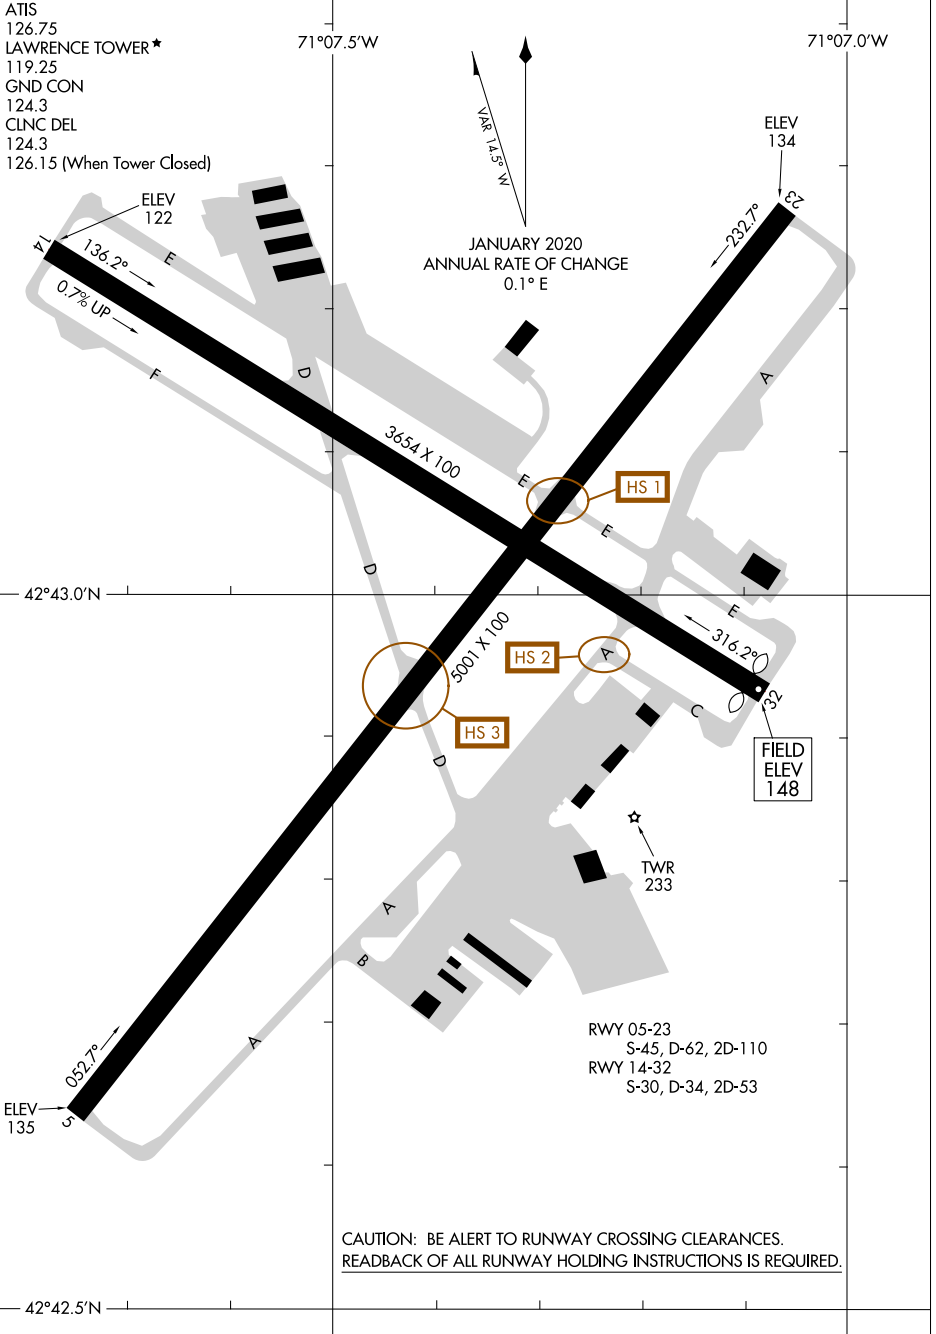 ATIS
126.75
LAWRENCE TOWER★
119.25
GND CON
124.3
CLNC DEL
124.3
126.15 (When Tower Closed)
71°07.5'W
71°07.0'W
VAR 14.5° W
JANUARY 2020
ANNUAL RATE OF CHANGE
0.1° E
ELEV
134
23
232.7°
ELEV
122
14
136.2°
0.7% UP
E
F
D
A
3654 X 100
E
HS 1
E
D
42°43.0'N
E
316.2°
5001 X 100
HS 2
A
32
C
HS 3
D
FIELD
ELEV
148
TWR
233
A
B
A
052.7°
ELEV
135
5
RWY 05-23
S-45, D-62, 2D-110
RWY 14-32
S-30, D-34, 2D-53
CAUTION: BE ALERT TO RUNWAY CROSSING CLEARANCES.
READBACK OF ALL RUNWAY HOLDING INSTRUCTIONS IS REQUIRED.
42°42.5'N